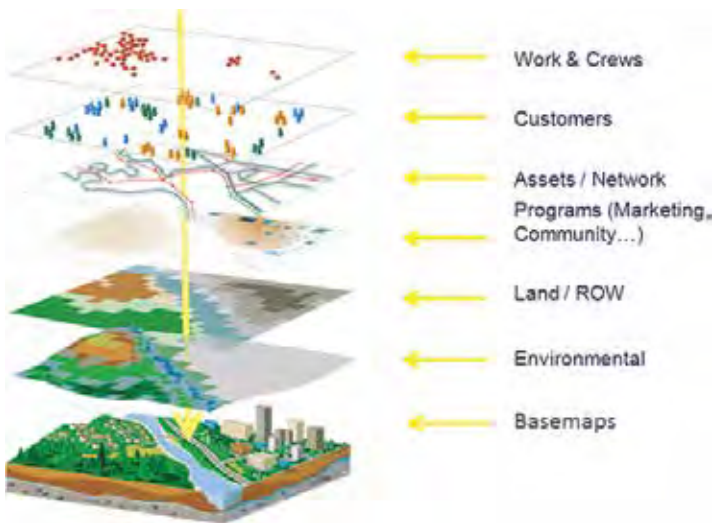 Work & Crews
Customers
Assets / Network
Programs (Marketing,
Community...)
Land / ROW
Environmental
Basemaps